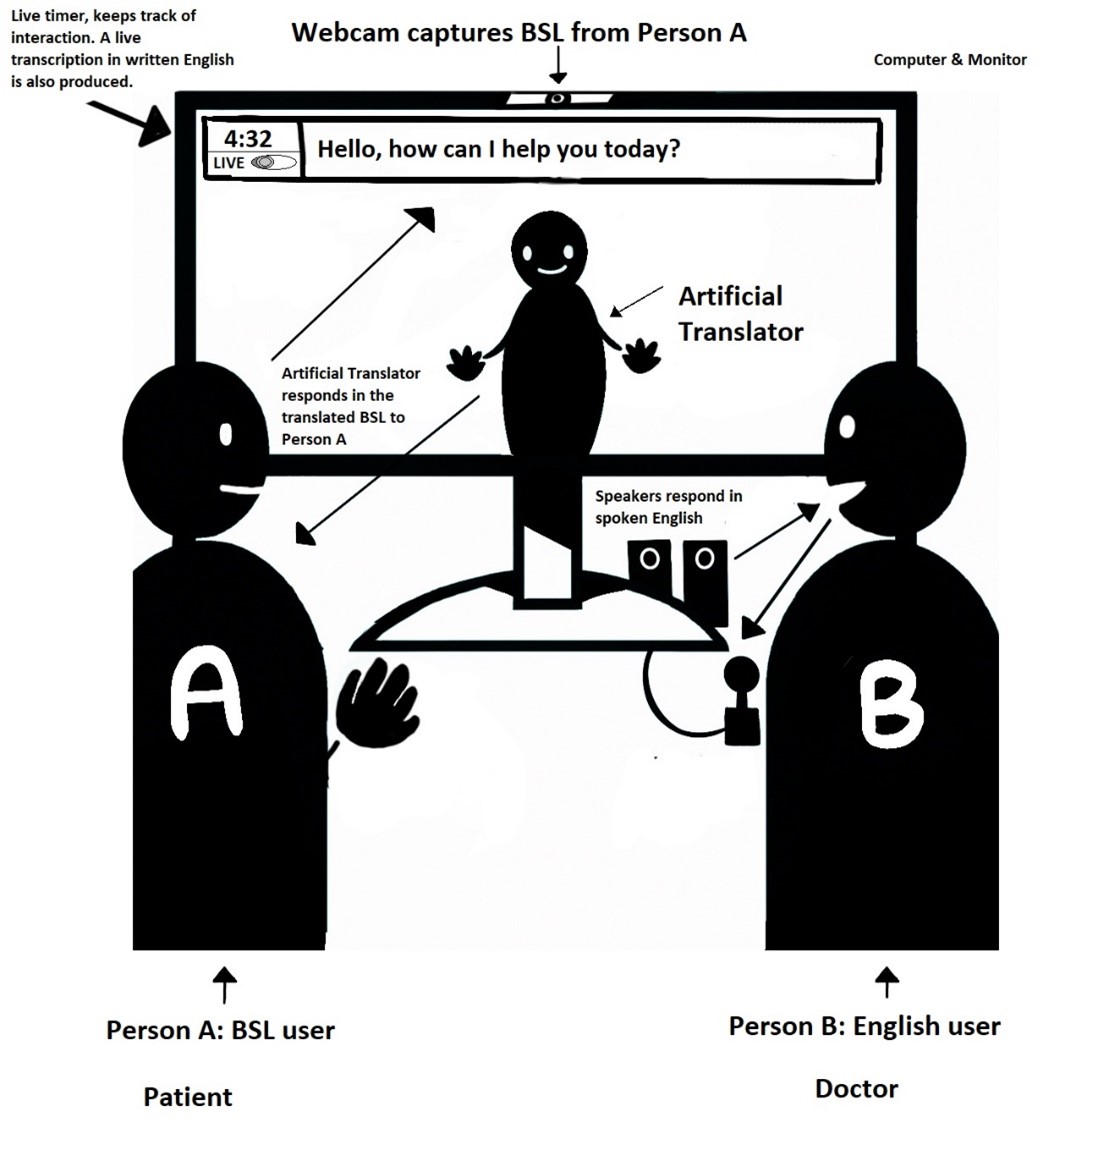 Live timer, keeps track of
interaction. A live
transcription in written English
is also produced.
Webcam captures BSL from Person A
Computer & Monitor
4:32
LIVE
Hello, how can I help you today?
Artificial
Translator
Artificial Translator
responds in the
translated BSL to
Person A
Speakers respond in
spoken English
A
B
Person A: BSL user
Patient
Person B: English user
Doctor